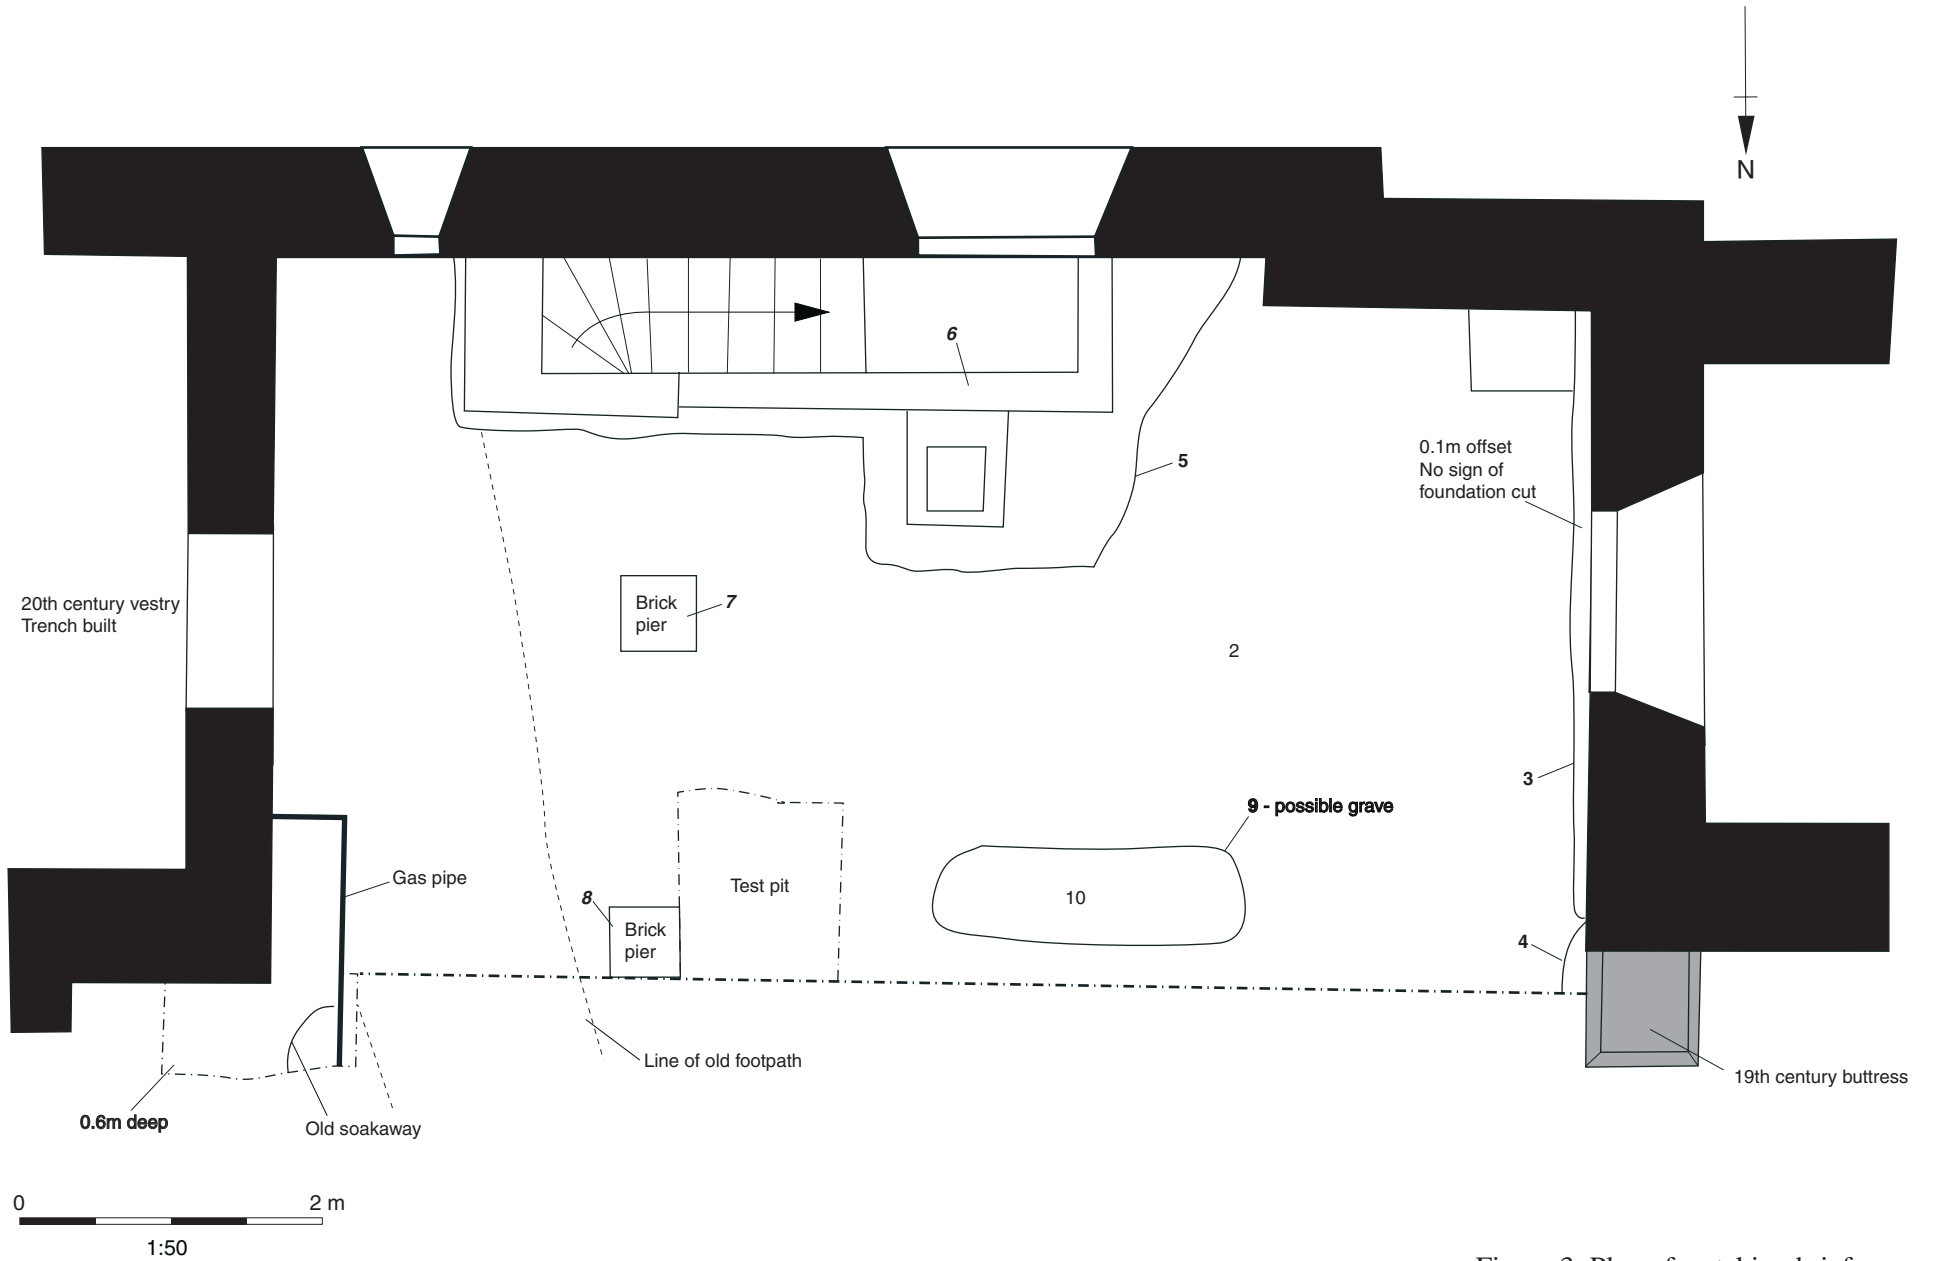 N
6
0.1m offset
No sign of
foundation cut
5
20th century vestry
Trench built
Brick
pier
7
2
3
9 - possible grave
Gas pipe
Test pit
8
10
Brick
pier
4
Line of old footpath
19th century buttress
0.6m deep
Old soakaway
0
2 m
1:50